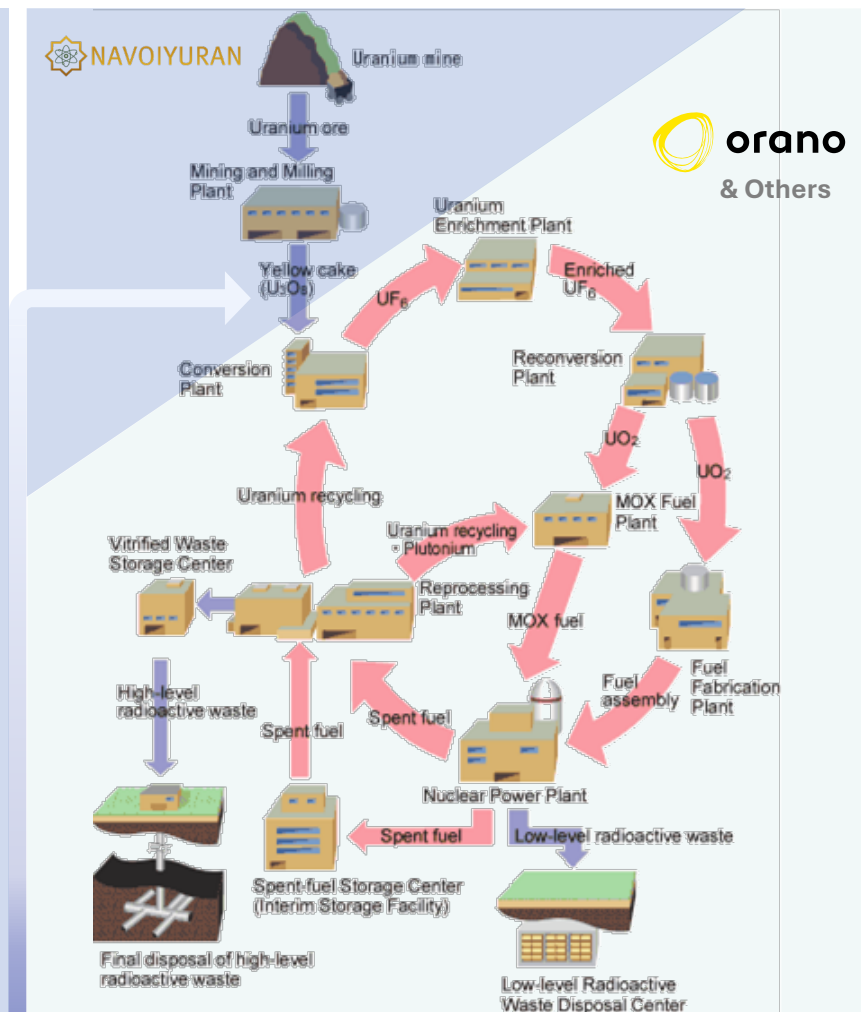 NAVOIYURAN
Uranium mine
orano
& Others
Uranium ore
Mining and Milling
Plant
Uranium
Enrichment Plant
Yellow cake
(U₃O₈)
UF₆
Enriched
UF₆
Conversion
Plant
Reconversion
Plant
UO₂
UO₂
Uranium recycling
MOX Fuel
Plant
Uranium recycling
・Plutonium
Vitrified Waste
Storage Center
Reprocessing
Plant
MOX fuel
Fuel
Fabrication
Plant
Fuel
assembly
High-level
radioactive waste
Spent fuel
Spent fuel
Nuclear Power Plant
Spent fuel
Low-level radioactive waste
Spent-fuel Storage Center
(Interim Storage Facility)
Final disposal of high-level
radioactive waste
Low-level Radioactive
Waste Disposal Center